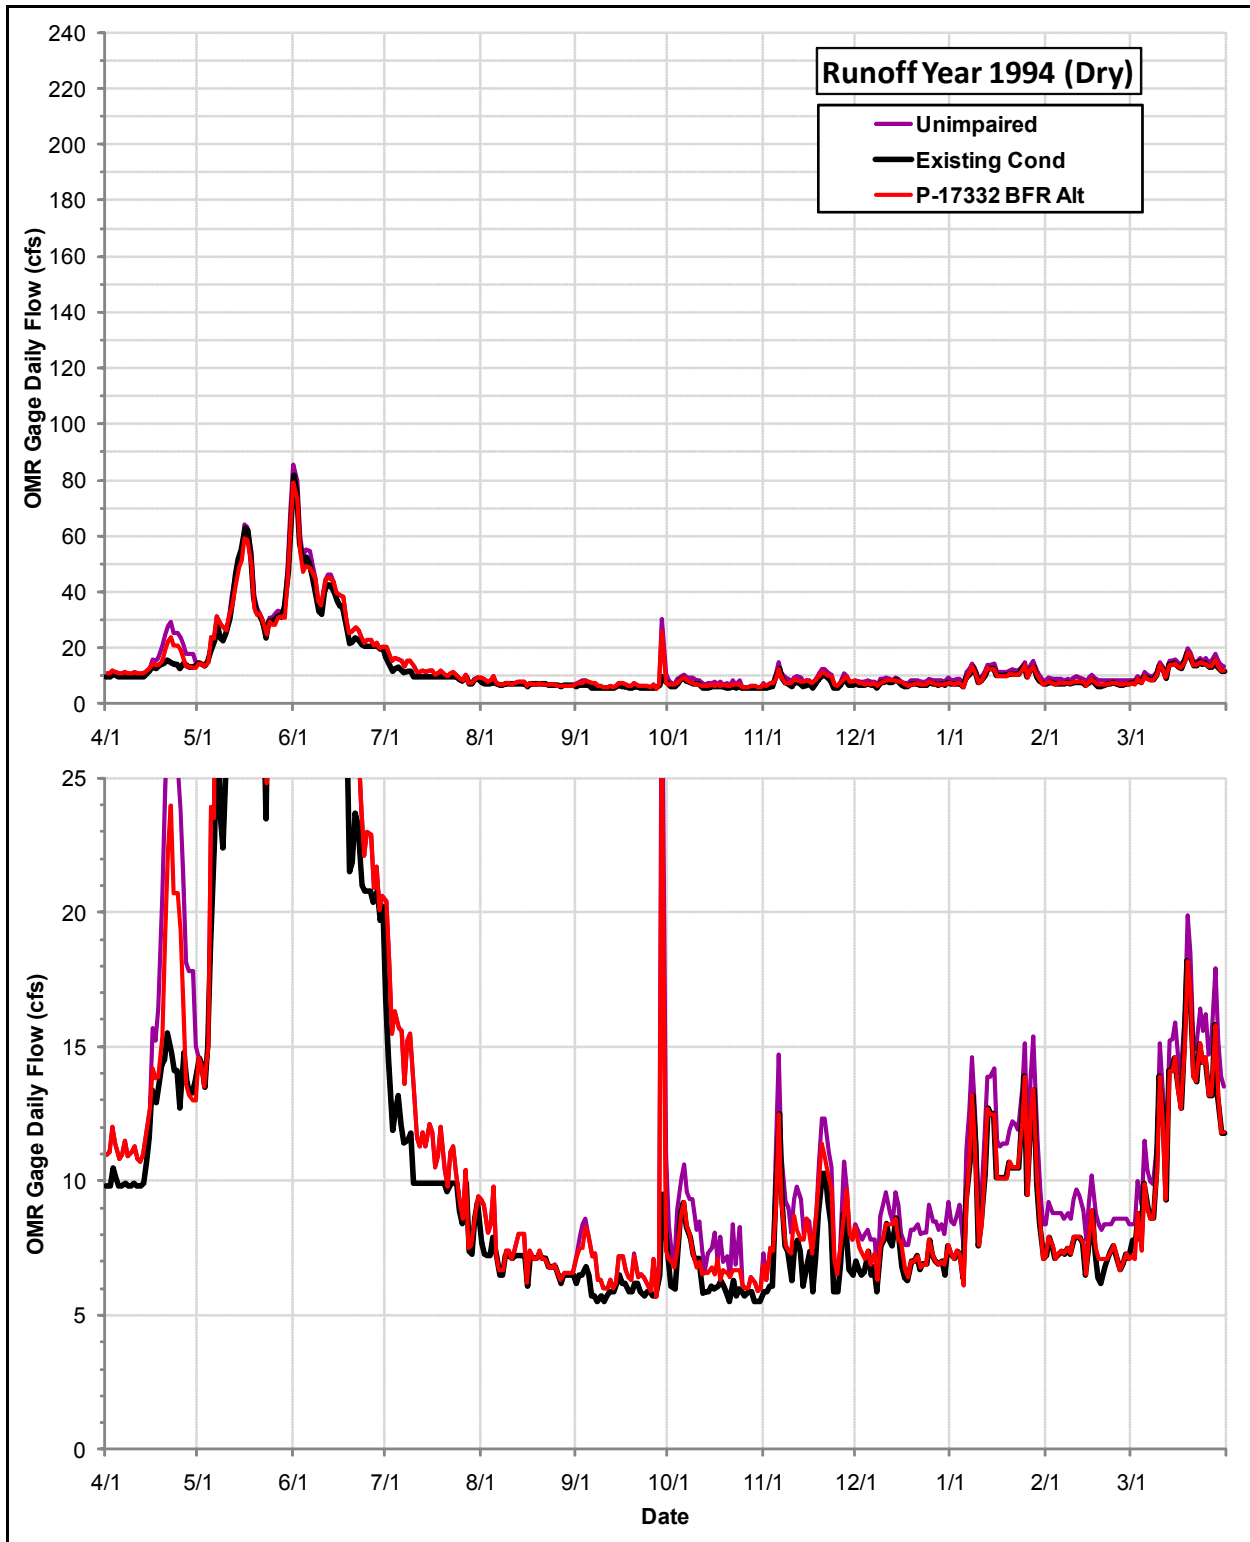 Runoff Year 1994 (Dry)
Unimpaired
Existing Cond
P-17332 BFR Alt
OMR Gage Daily Flow (cfs)
240
220
200
180
160
140
120
100
80
60
40
20
0
4/1 5/1 6/1 7/1 8/1 9/1 10/1 11/1 12/1 1/1 2/1 3/1
OMR Gage Daily Flow (cfs)
25
20
15
10
5
0
4/1 5/1 6/1 7/1 8/1 9/1 10/1 11/1 12/1 1/1 2/1 3/1
Date